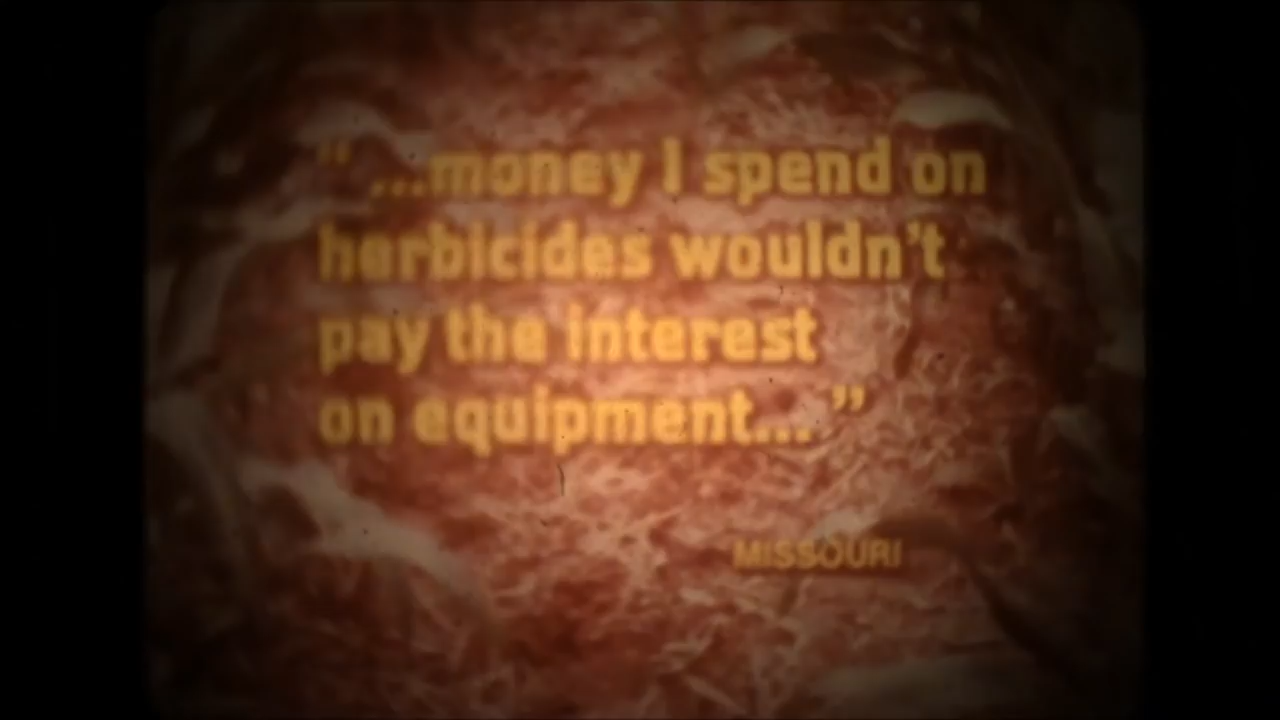 “...money I spend on
herbicides wouldn’t
pay the interest
on equipment...”
MISSOURI